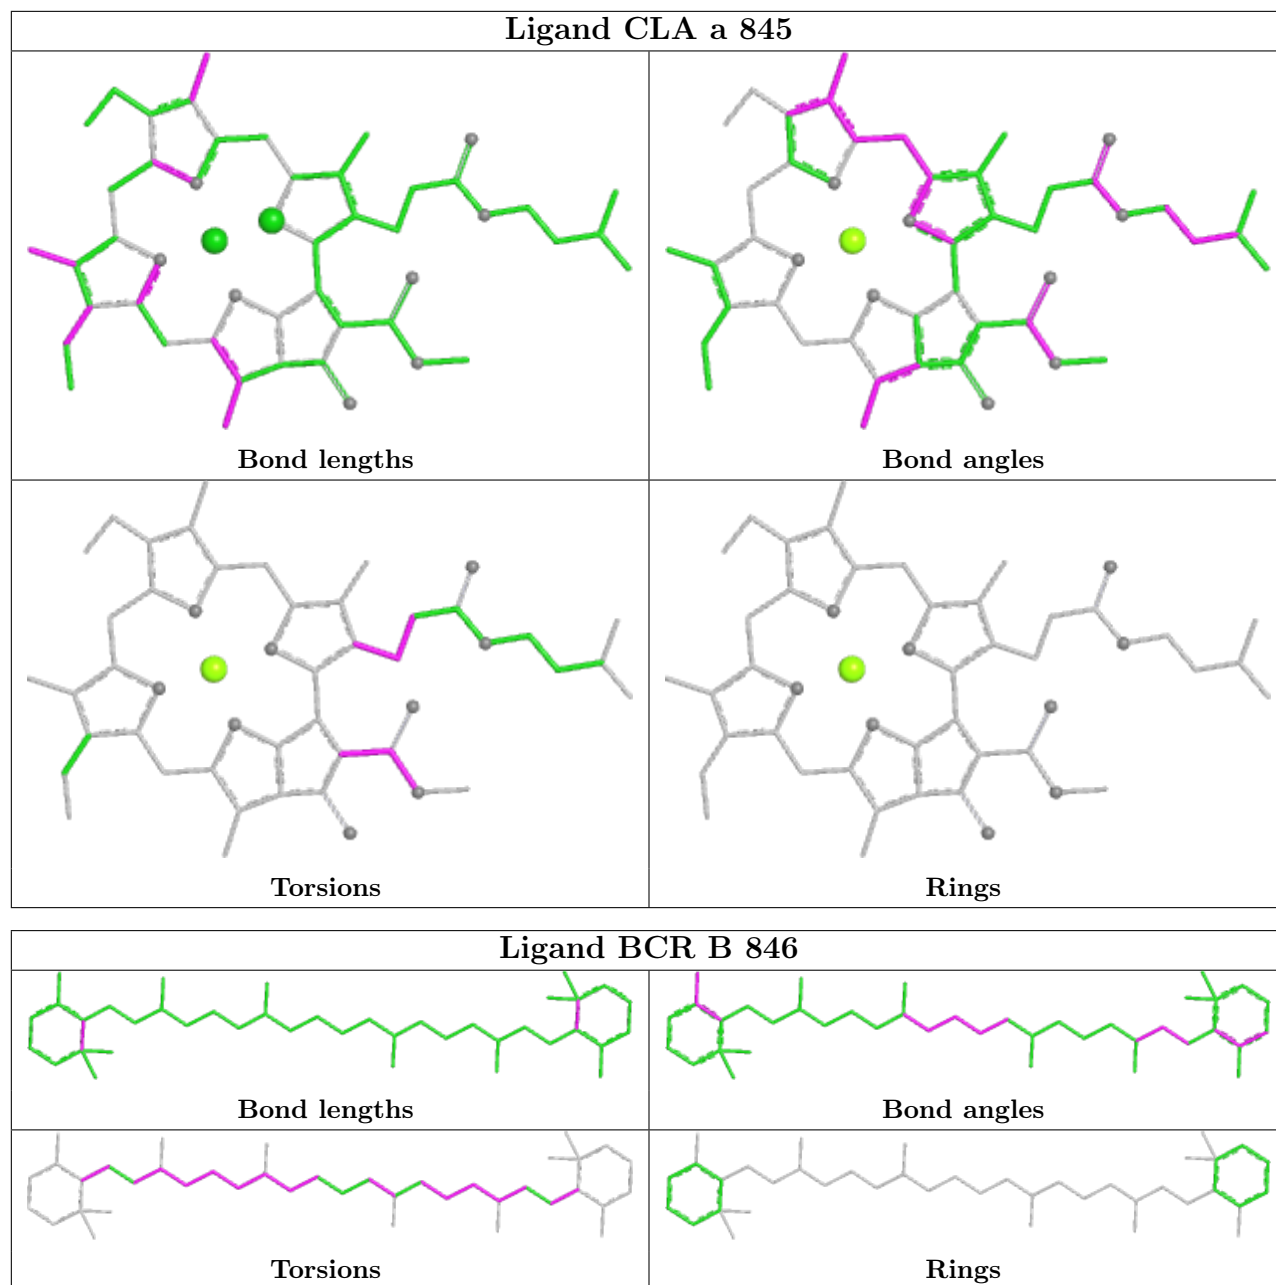 Ligand CLA a 845
Bond lengths
Bond angles
Torsions
Rings
Ligand BCR B 846
Bond lengths
Bond angles
Torsions
Rings